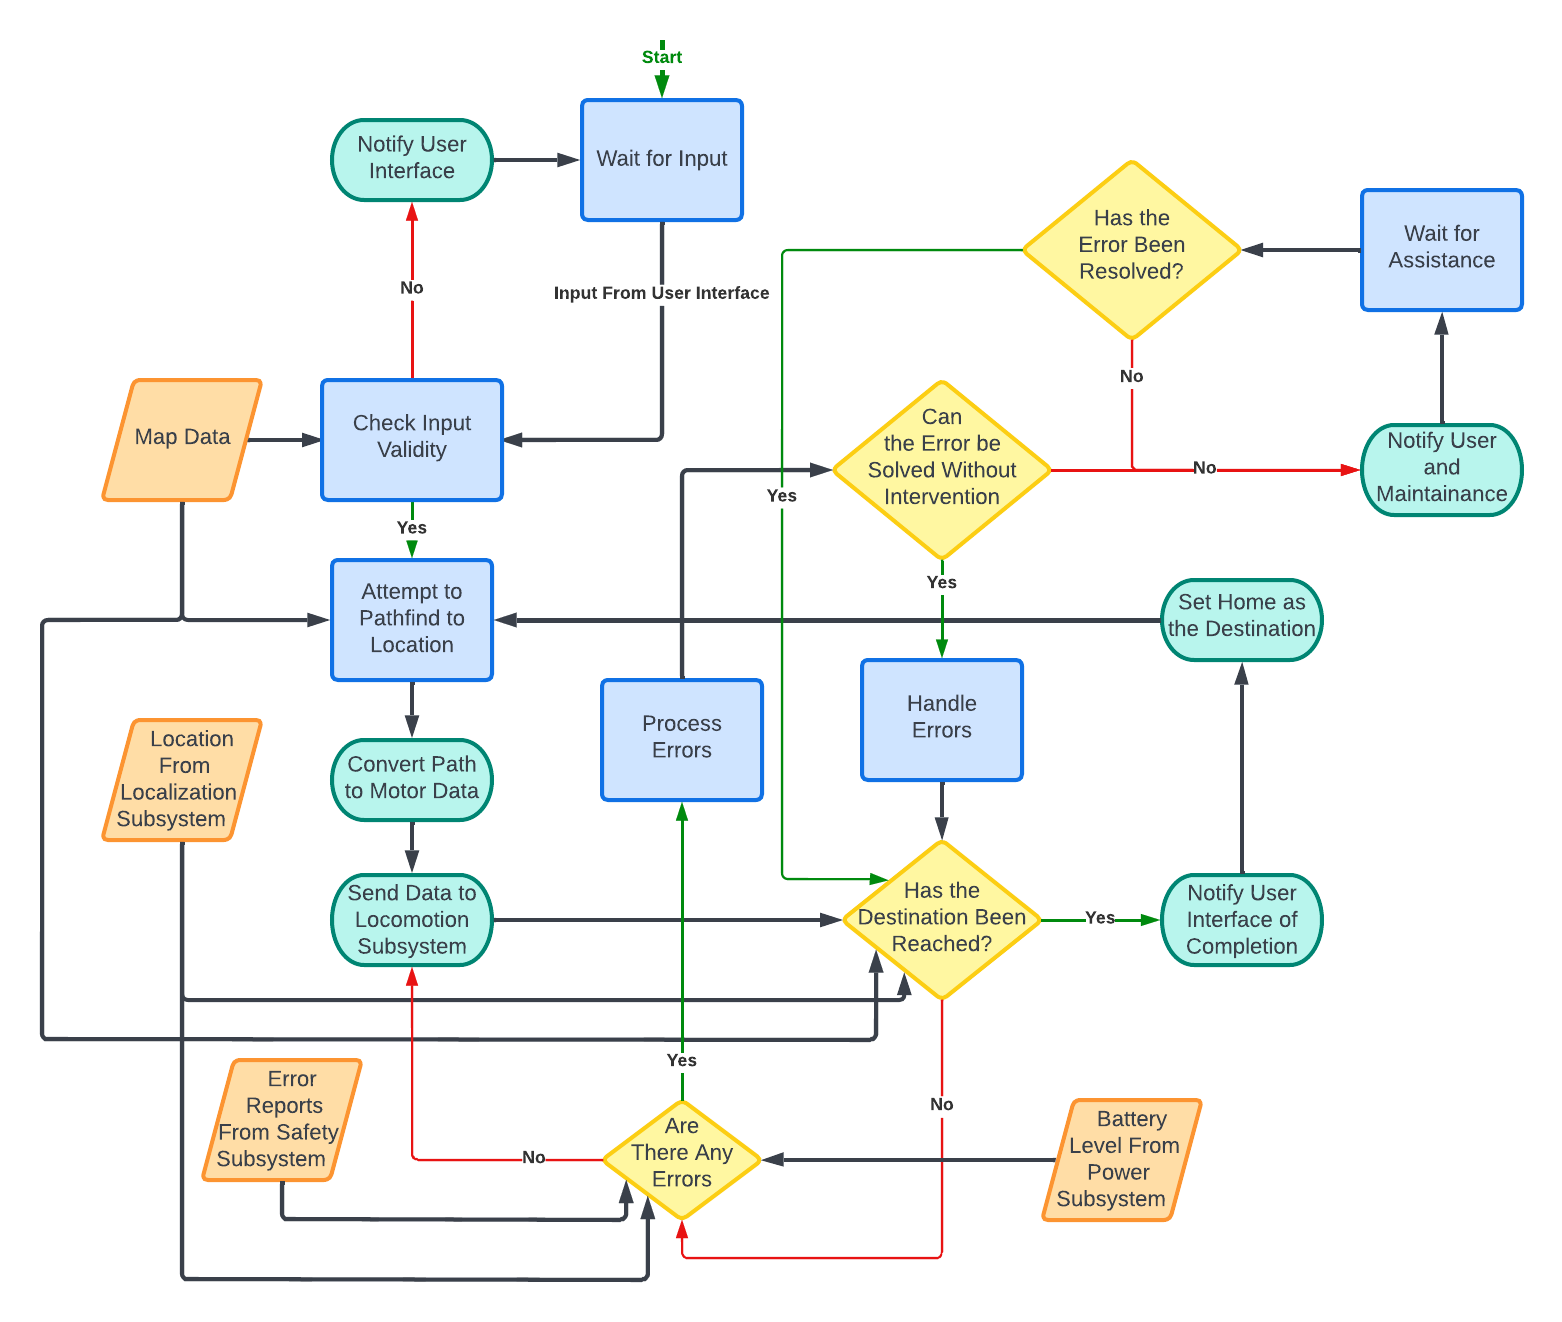 Start
Notify User
Interface
Wait for Input
Has the
Error Been
Resolved?
Wait for
Assistance
No
Input From User Interface
No
Map Data
Check Input
Validity
Can
the Error be
Solved Without
Intervention
No
Notify User
and
Maintainance
Yes
Yes
Yes
Attempt to
Pathfind to
Location
Set Home as
the Destination
Location
From
Localization
Subsystem
Convert Path
to Motor Data
Process
Errors
Handle
Errors
Send Data to
Locomotion
Subsystem
Has the
Destination Been
Reached?
Yes
Notify User
Interface of
Completion
Yes
No
Error
Reports
From Safety
Subsystem
No
Are
There Any
Errors
Battery
Level From
Power
Subsystem